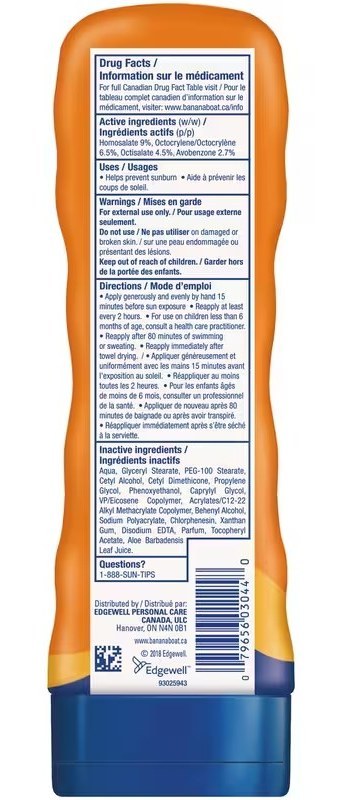 Drug Facts /
Information sur le médicament
For full Canadian Drug Fact Table visit / Pour le
tableau complet canadien d'information sur le
médicament, visiter: www.bananaboat.ca/info
Active ingredients (w/w) /
Ingrédients actifs (p/p)
Homosalate 9%, Octocrylene/Octocrylène
6.5%, Octisalate 4.5%, Avobenzone 2.7%
Uses / Usages
• Helps prevent sunburn • Aide à prévenir les
coups de soleil.
Warnings / Mises en garde
For external use only. / Pour usage externe
seulement.
Do not use / Ne pas utiliser on damaged or
broken skin. / sur une peau endommagée ou
présentant des lésions.
Keep out of reach of children. / Garder hors
de la portée des enfants.
Directions / Mode d'emploi
• Apply generously and evenly by hand 15
minutes before sun exposure • Reapply at least
every 2 hours. • For use on children less than 6
months of age, consult a health care practitioner.
• Reapply after 80 minutes of swimming
or sweating. • Reapply immediately after
towel drying. / • Appliquer généreusement et
uniformément avec les mains 15 minutes avant
l'exposition au soleil. • Réappliquer au moins
toutes les 2 heures. • Pour les enfants âgés
de moins de 6 mois, consulter un professionnel
de la santé. • Appliquer de nouveau après 80
minutes de baignade ou après avoir transpiré.
• Réappliquer immédiatement après s'être séché
à la serviette.
Inactive ingredients /
Ingrédients inactifs
Aqua, Glyceryl Stearate, PEG-100 Stearate,
Cetyl Alcohol, Cetyl Dimethicone, Propylene
Glycol, Phenoxyethanol, Caprylyl Glycol,
VP/Eicosene Copolymer, Acrylates/C12-22
Alkyl Methacrylate Copolymer, Behenyl Alcohol,
Sodium Polyacrylate, Chlorphenesin, Xanthan
Gum, Disodium EDTA, Parfum, Tocopheryl
Acetate, Aloe Barbadensis
Leaf Juice.
Questions?
1-888-SUN-TIPS
Distributed by / Distribué par:
EDGEWELL PERSONAL CARE
CANADA, ULC
Hanover, ON N4N 0B1
www.bananaboat.ca
© 2018 Edgewell.
Edgewell™
93025943
0 79656 03044 0